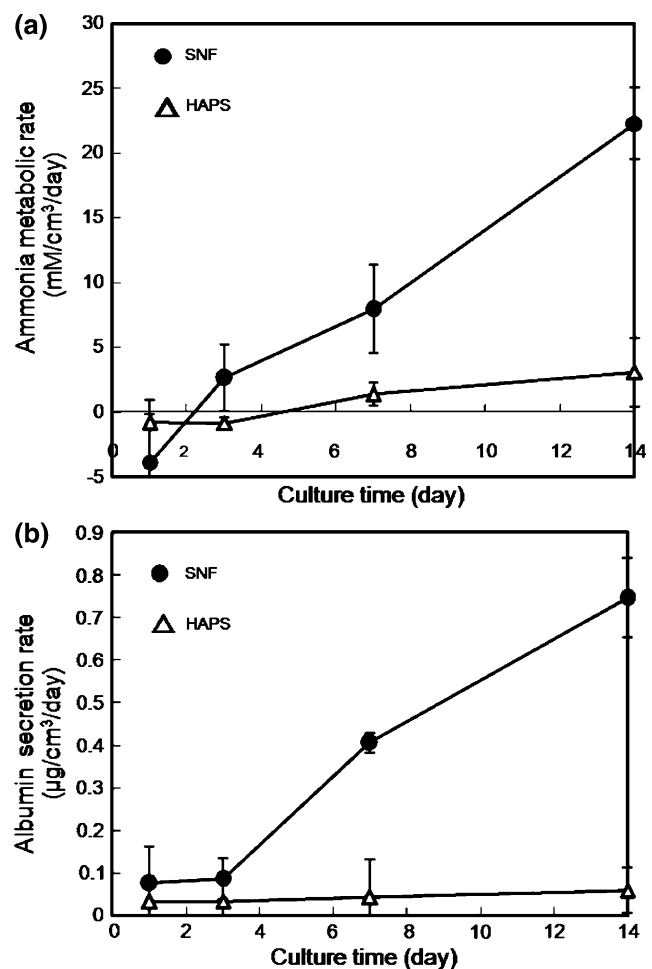 (a)
30
25
20
15
10
5
0
-5
Ammonia metabolic rate
(mM/cm³/day)
SNF
HAPS
0 2 4 6 8 10 12 14
Culture time (day)
(b)
0.9
0.8
0.7
0.6
0.5
0.4
0.3
0.2
0.1
0
Albumin secretion rate
(µg/cm³/day)
SNF
HAPS
0 2 4 6 8 10 12 14
Culture time (day)